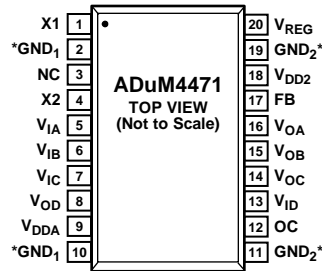 X1 1 20 VREG
*GND1 2 19 GND2*
NC 3 18 VDD2
X2 4 17 FB
VIA 5 16 VOA
VIB 6 15 VOB
VIC 7 14 VOC
VOD 8 13 VID
VDDA 9 12 OC
*GND1 10 11 GND2*
ADuM4471
TOP VIEW
(Not to Scale)